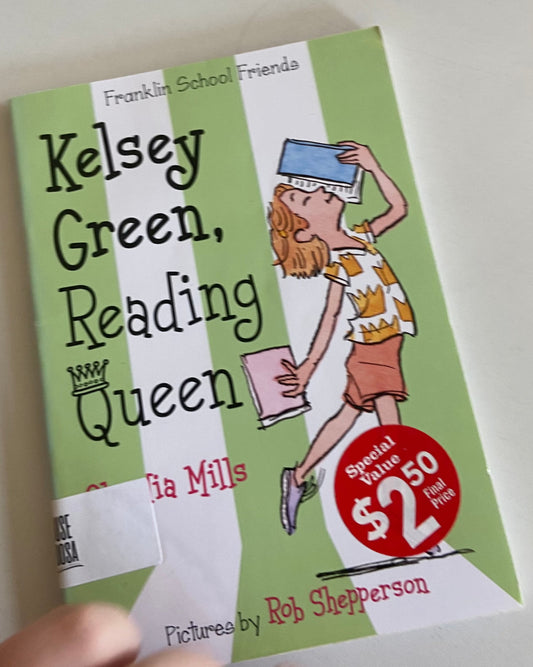 Franklin School Friends
Kelsey
Green,
Reading
Queen
Mills
Special
Value
$2.50
Final
Price
Pictures by Rob Shepperson